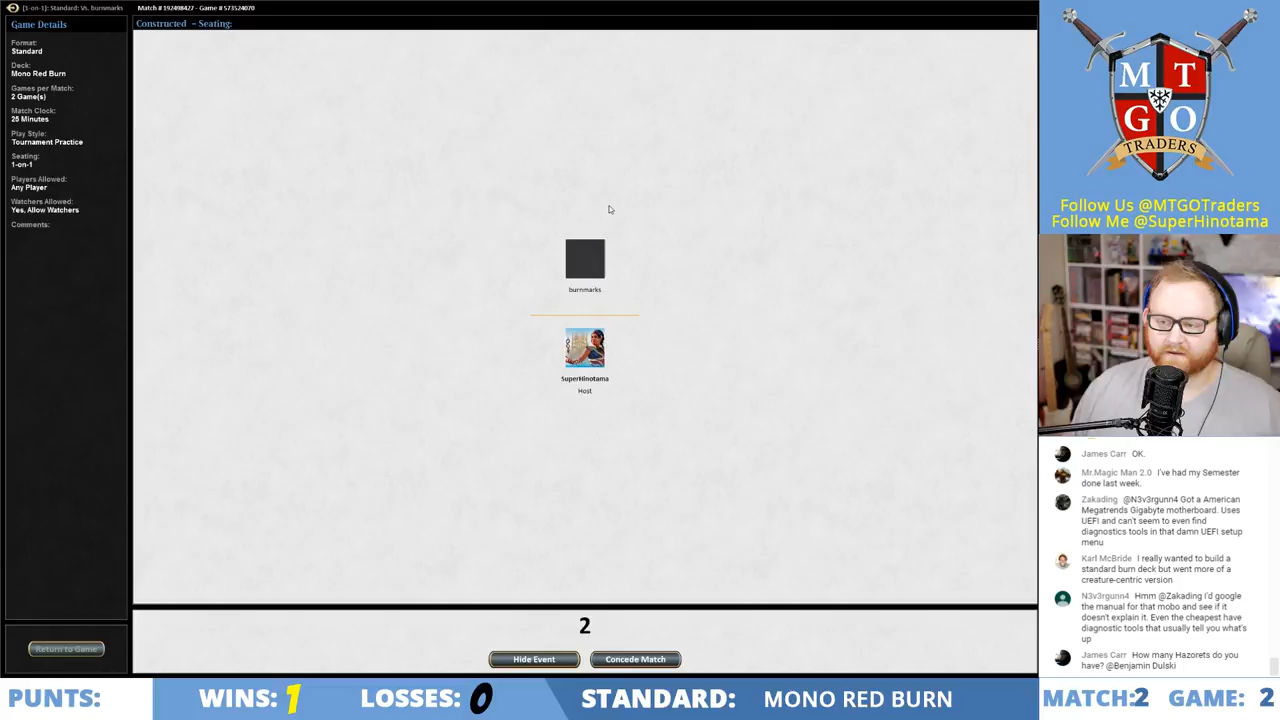 [1-on-1]: Standard: Vs. burnmarks
Match # 192498427 - Game # 573524070
Game Details
Constructed - Seating:
Format:
Standard
Deck:
Mono Red Burn
Games per Match:
2 Game(s)
Match Clock:
25 Minutes
Play Style:
Tournament Practice
Seating:
1-on-1
Players Allowed:
Any Player
Watchers Allowed:
Yes, Allow Watchers
Comments:
burnmarks
SuperHinotama
Host
2
Hide Event
Concede Match
Return to Game
M T
G O
TRADERS
Follow Us @MTGOTraders
Follow Me @SuperHinotama
James Carr OK.
Mr.Magic Man 2.0 I've had my Semester
done last week.
Zakading @N3v3rgunn4 Got a American
Megatrends Gigabyte motherboard. Uses
UEFI and can't seem to even find
diagnostics tools in that damn UEFI setup
menu
Karl McBride I really wanted to build a
standard burn deck but went more of a
creature-centric version
N3v3rgunn4 Hmm @Zakading I'd google
the manual for that mobo and see if it
doesn't explain it. Even the cheapest have
diagnostic tools that usually tell you what's
up
James Carr How many Hazorets do you
have? @Benjamin Dulski
PUNTS:
WINS: 1
LOSSES: 0
STANDARD: MONO RED BURN
MATCH:2 GAME: 2